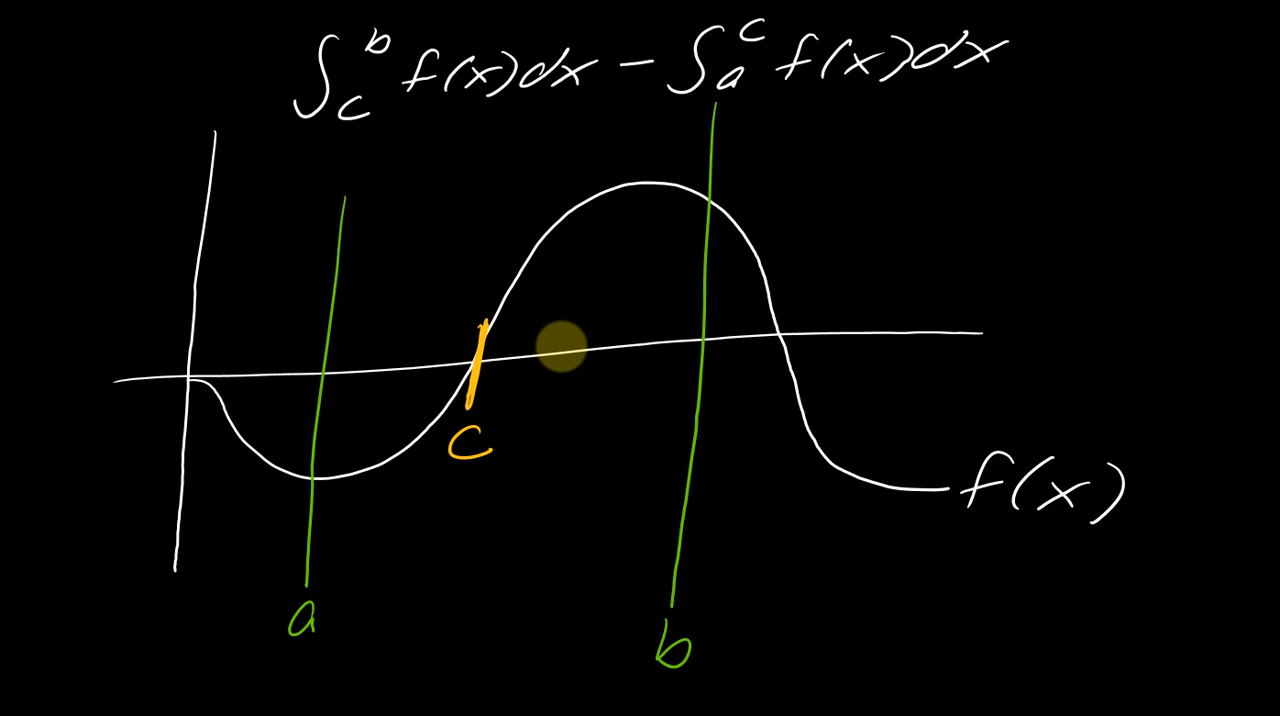 ∫_c^b f(x)dx - ∫_a^c f(x)dx
c
f(x)
a
b